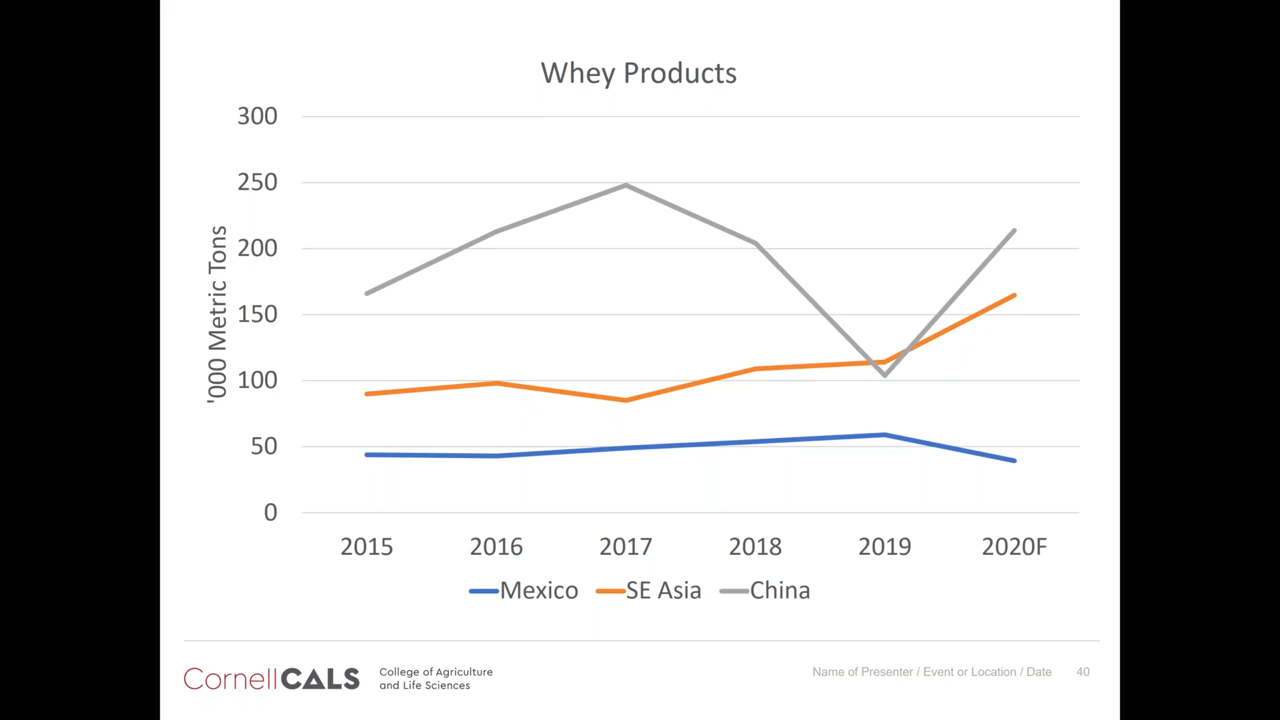 Whey Products
300
250
200
150
100
50
0
'000 Metric Tons
2015 2016 2017 2018 2019 2020F
Mexico SE Asia China
CornellCALS
College of Agriculture
and Life Sciences
Name of Presenter / Event or Location / Date 40